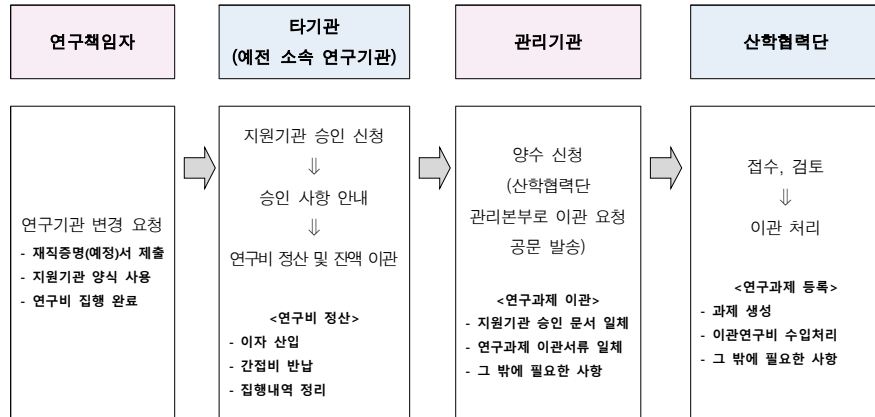 연구책임자
타기관
(예전 소속 연구기관)
관리기관
산학협력단
연구기관 변경 요청
- 재직증명(예정)서 제출
- 지원기관 양식 사용
- 연구비 집행 완료
지원기관 승인 신청
⇓
승인 사항 안내
⇓
연구비 정산 및 잔액 이관
<연구비 정산>
- 이자 산입
- 간접비 반납
- 집행내역 정리
양수 신청
(산학협력단
관리본부로 이관 요청
공문 발송)
<연구과제 이관>
- 지원기관 승인 문서 일체
- 연구과제 이관서류 일체
- 그 밖에 필요한 사항
접수, 검토
⇓
이관 처리
<연구과제 등록>
- 과제 생성
- 이관연구비 수입처리
- 그 밖에 필요한 사항